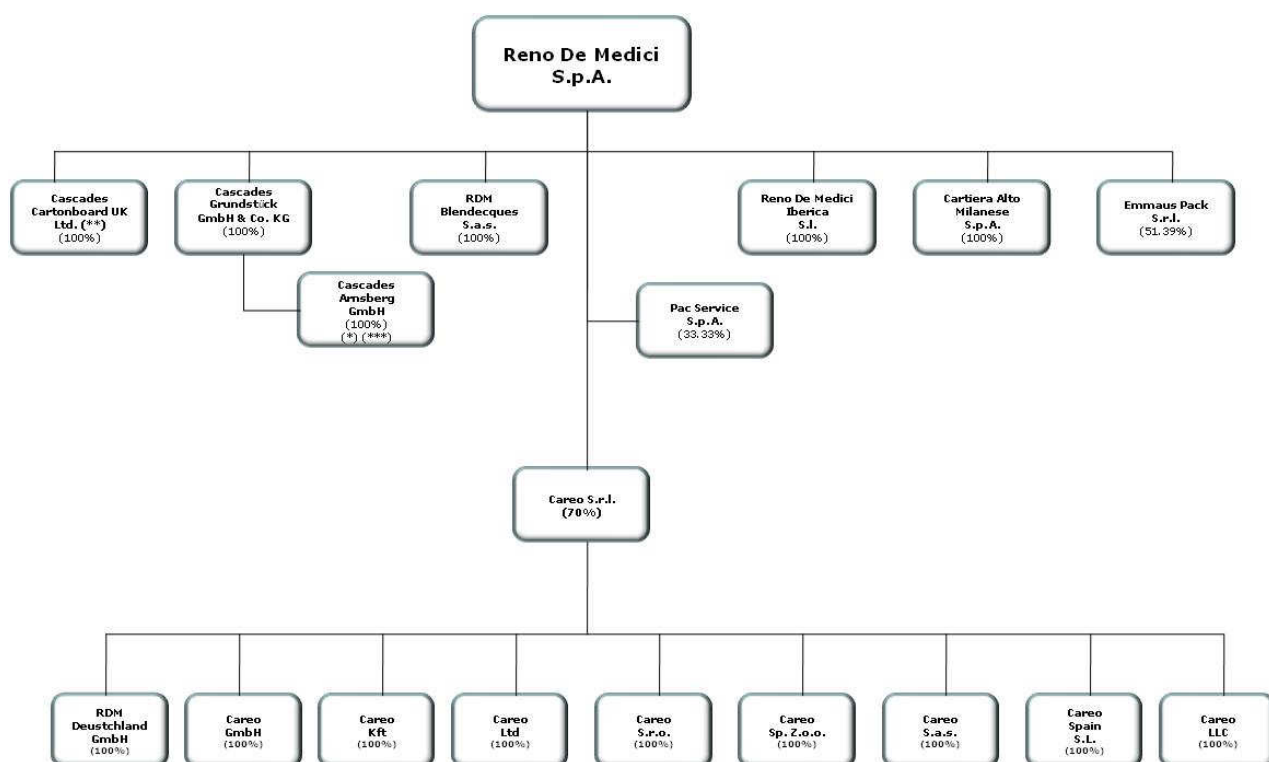 Reno De Medici
S.p.A.
Cascades
Cartonboard UK
Ltd. (**)
(100%)
Cascades
Grundstück
GmbH & Co. KG
(100%)
RDM
Blendecques
S.a.s.
(100%)
Reno De Medici
Iberica
S.l.
(100%)
Cartiera Alto
Milanese
S.p.A.
(100%)
Emmaus Pack
S.r.l.
(51.39%)
Cascades
Arnsberg
GmbH
(100%)
(*) (***)
Pac Service
S.p.A.
(33.33%)
Careo S.r.l.
(70%)
RDM
Deustchland
GmbH
(100%)
Careo
GmbH
(100%)
Careo
Kft
(100%)
Careo
Ltd
(100%)
Careo
S.r.o.
(100%)
Careo
Sp. Z.o.o.
(100%)
Careo
S.a.s.
(100%)
Careo
Spain
S.L.
(100%)
Careo
LLC
(100%)